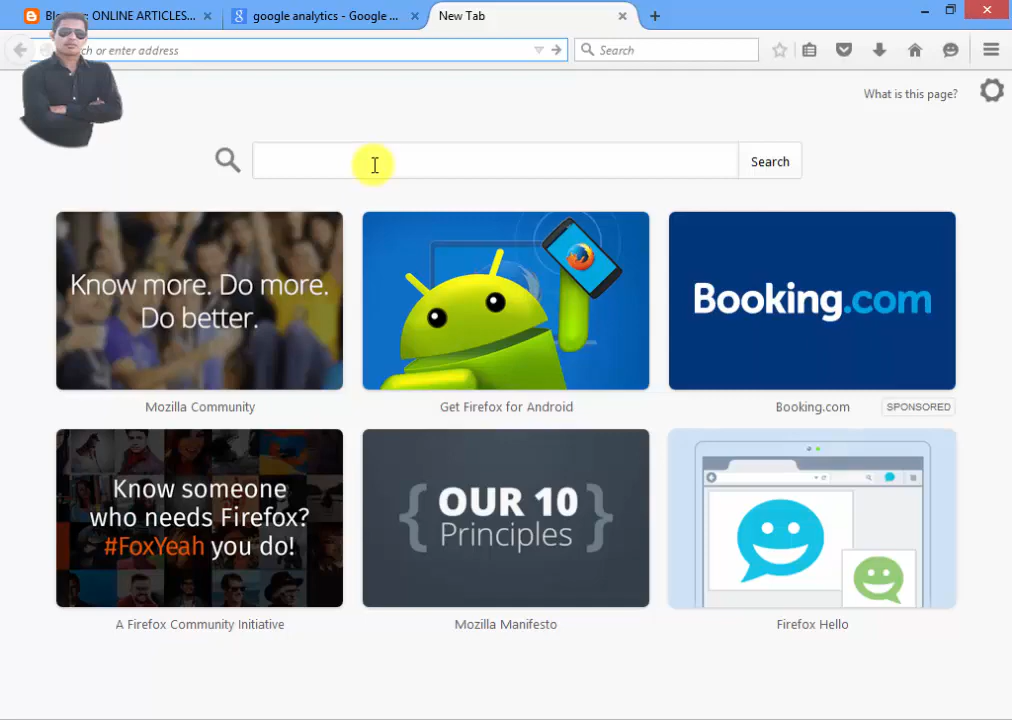 Blogger: ONLINE ARTICLES...
google analytics - Google ...
New Tab
ch or enter address
Search
What is this page?
Search
Know more. Do more.
Do better.
Booking.com
Mozilla Community
Get Firefox for Android
Booking.com
SPONSORED
Know someone
who needs Firefox?
#FoxYeah you do!
{ OUR 10
Principles }
A Firefox Community Initiative
Mozilla Manifesto
Firefox Hello